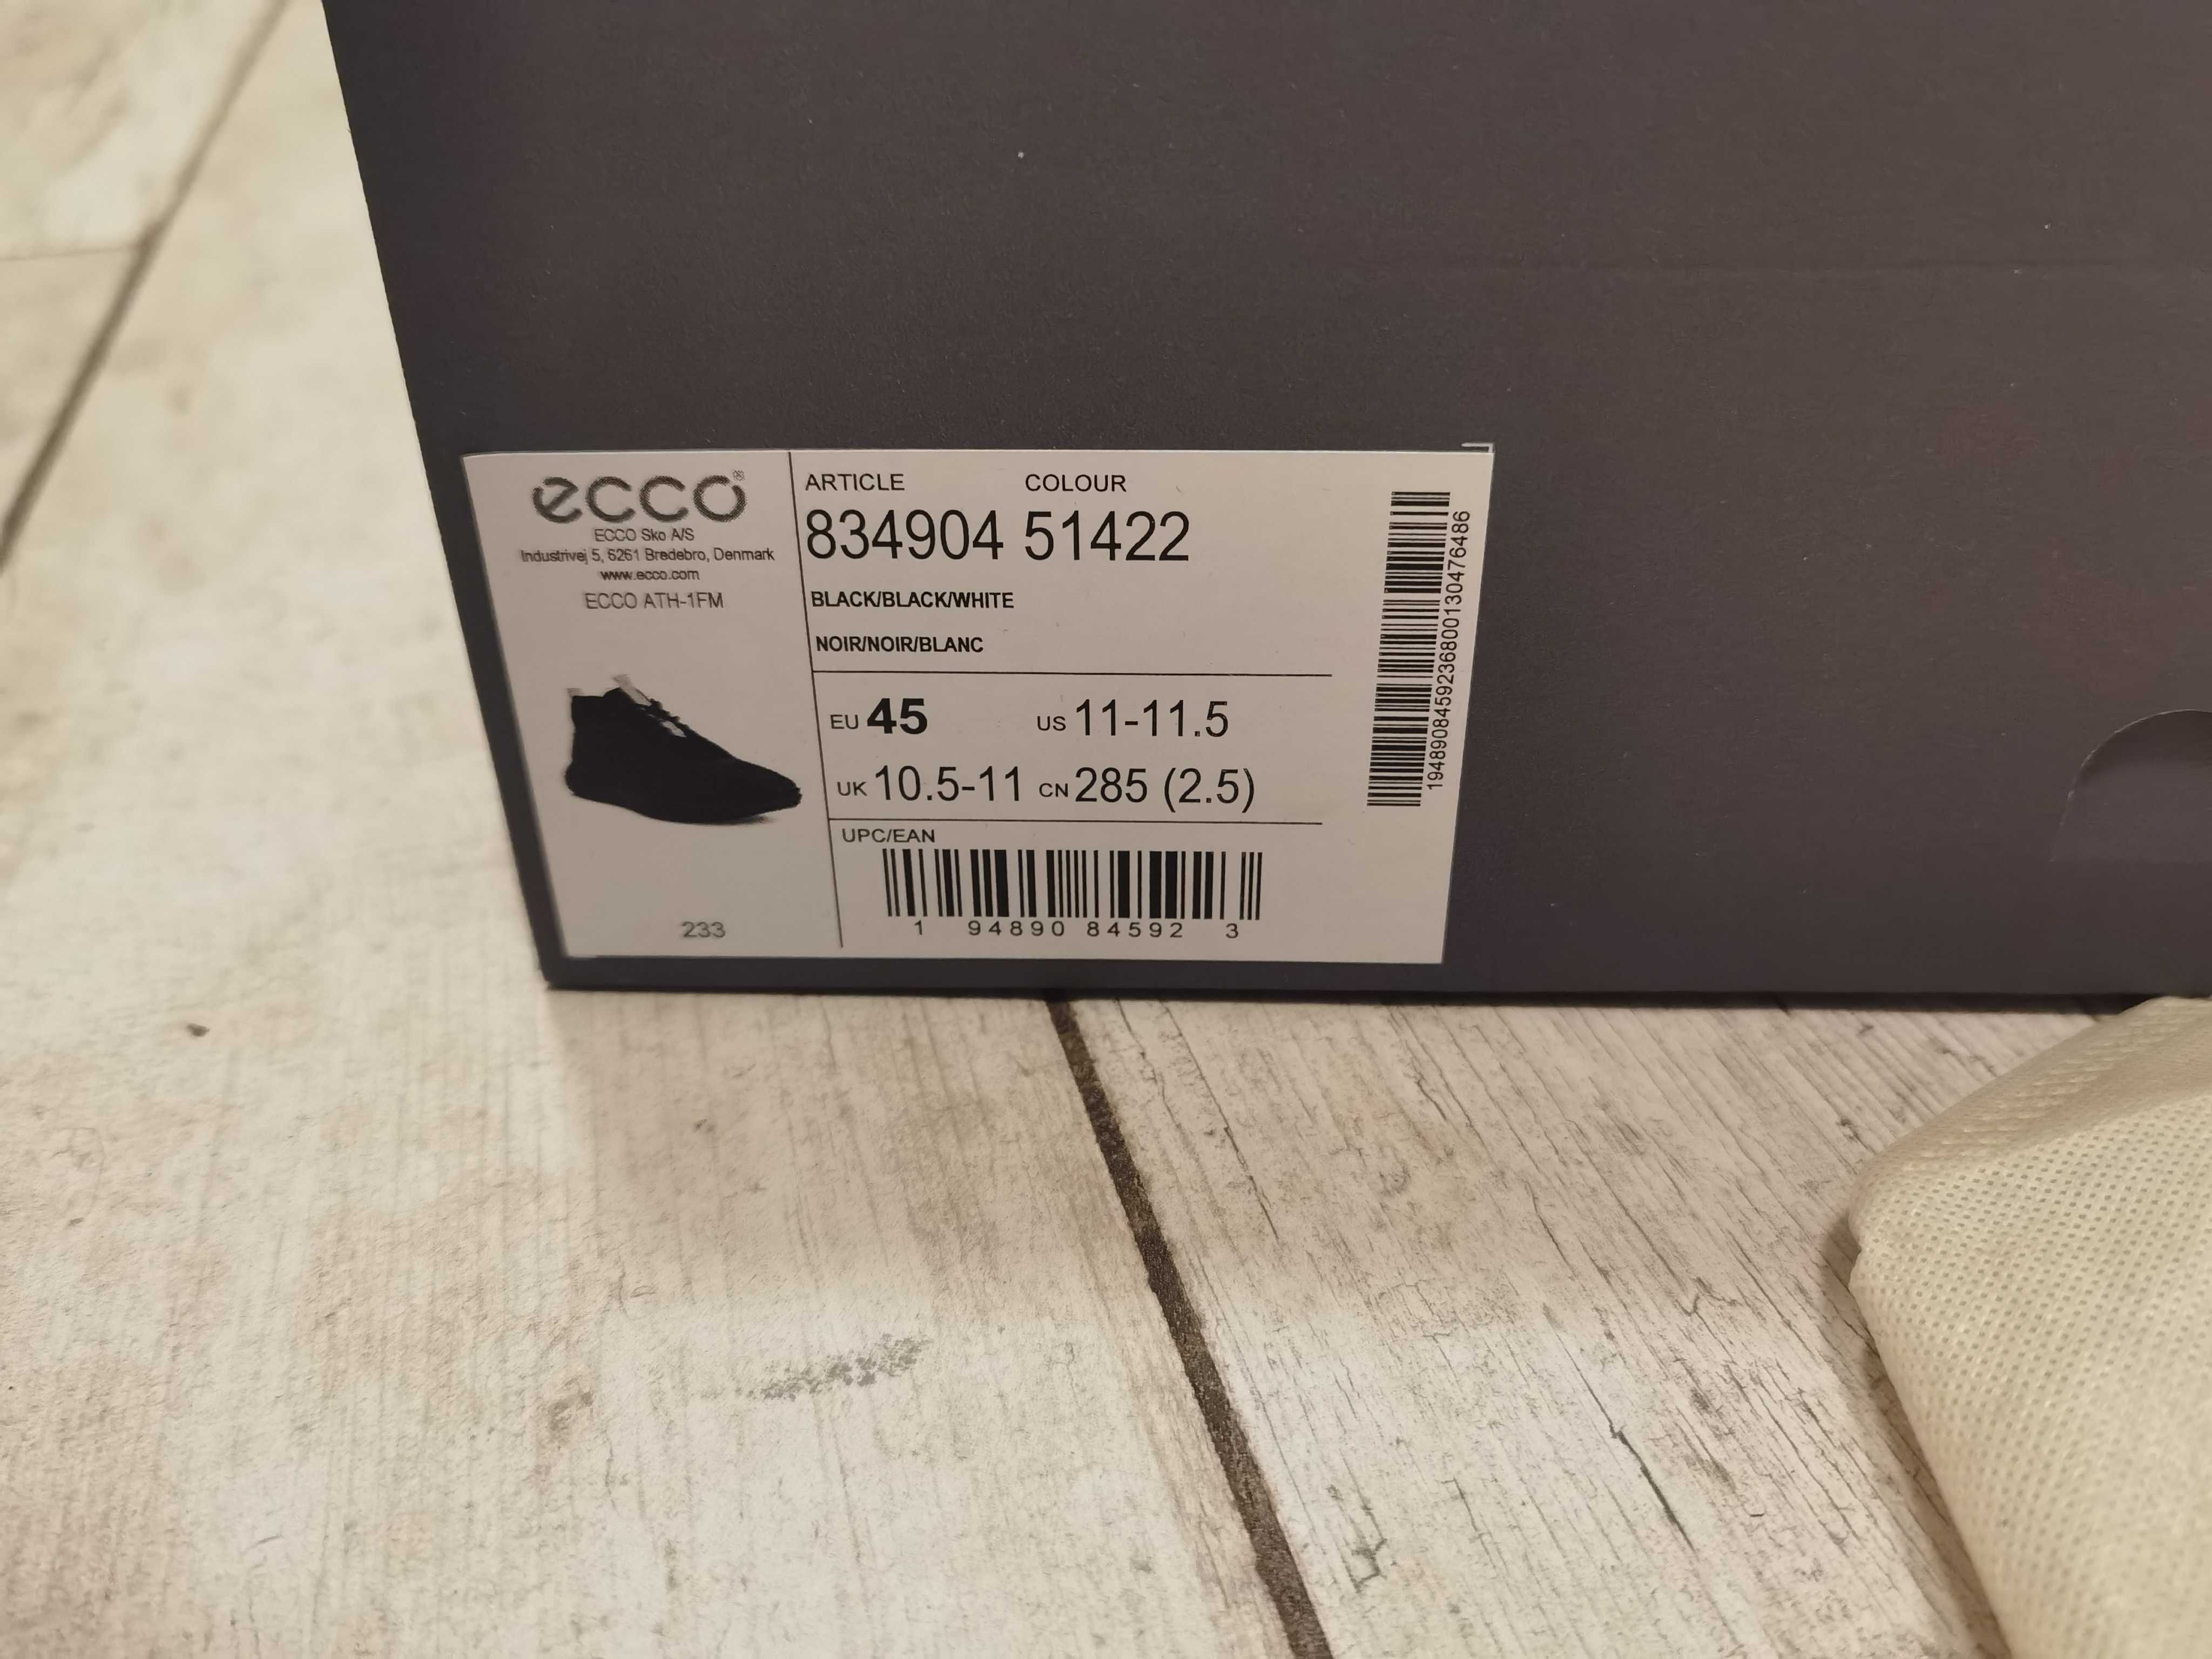 ecco®
ECCO Sko A/S
Industrivej 5, 6261 Bredebro, Denmark
www.ecco.com
ECCO ATH-1FM
233
ARTICLE COLOUR
834904 51422
BLACK/BLACK/WHITE
NOIR/NOIR/BLANC
EU 45 US 11-11.5
UK 10.5-11 CN 285 (2.5)
UPC/EAN
1 94890 84592 3
1948908459236800130476486